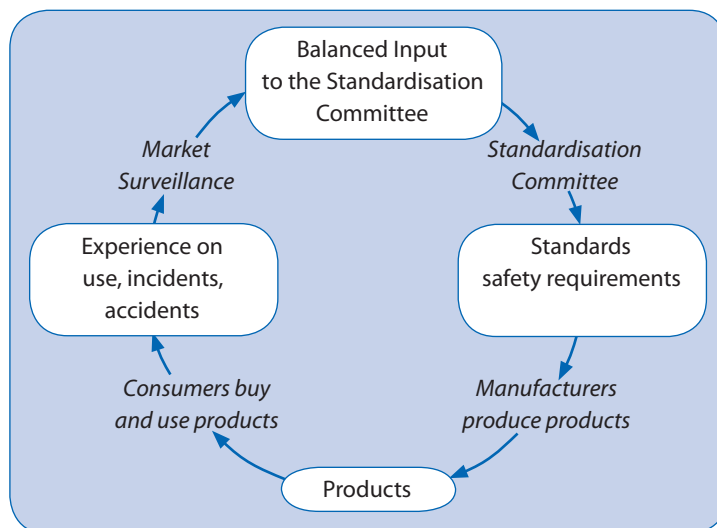 Balanced Input
to the Standardisation
Committee
Market
Surveillance
Standardisation
Committee
Experience on
use, incidents,
accidents
Standards
safety requirements
Consumers buy
and use products
Manufacturers
produce products
Products